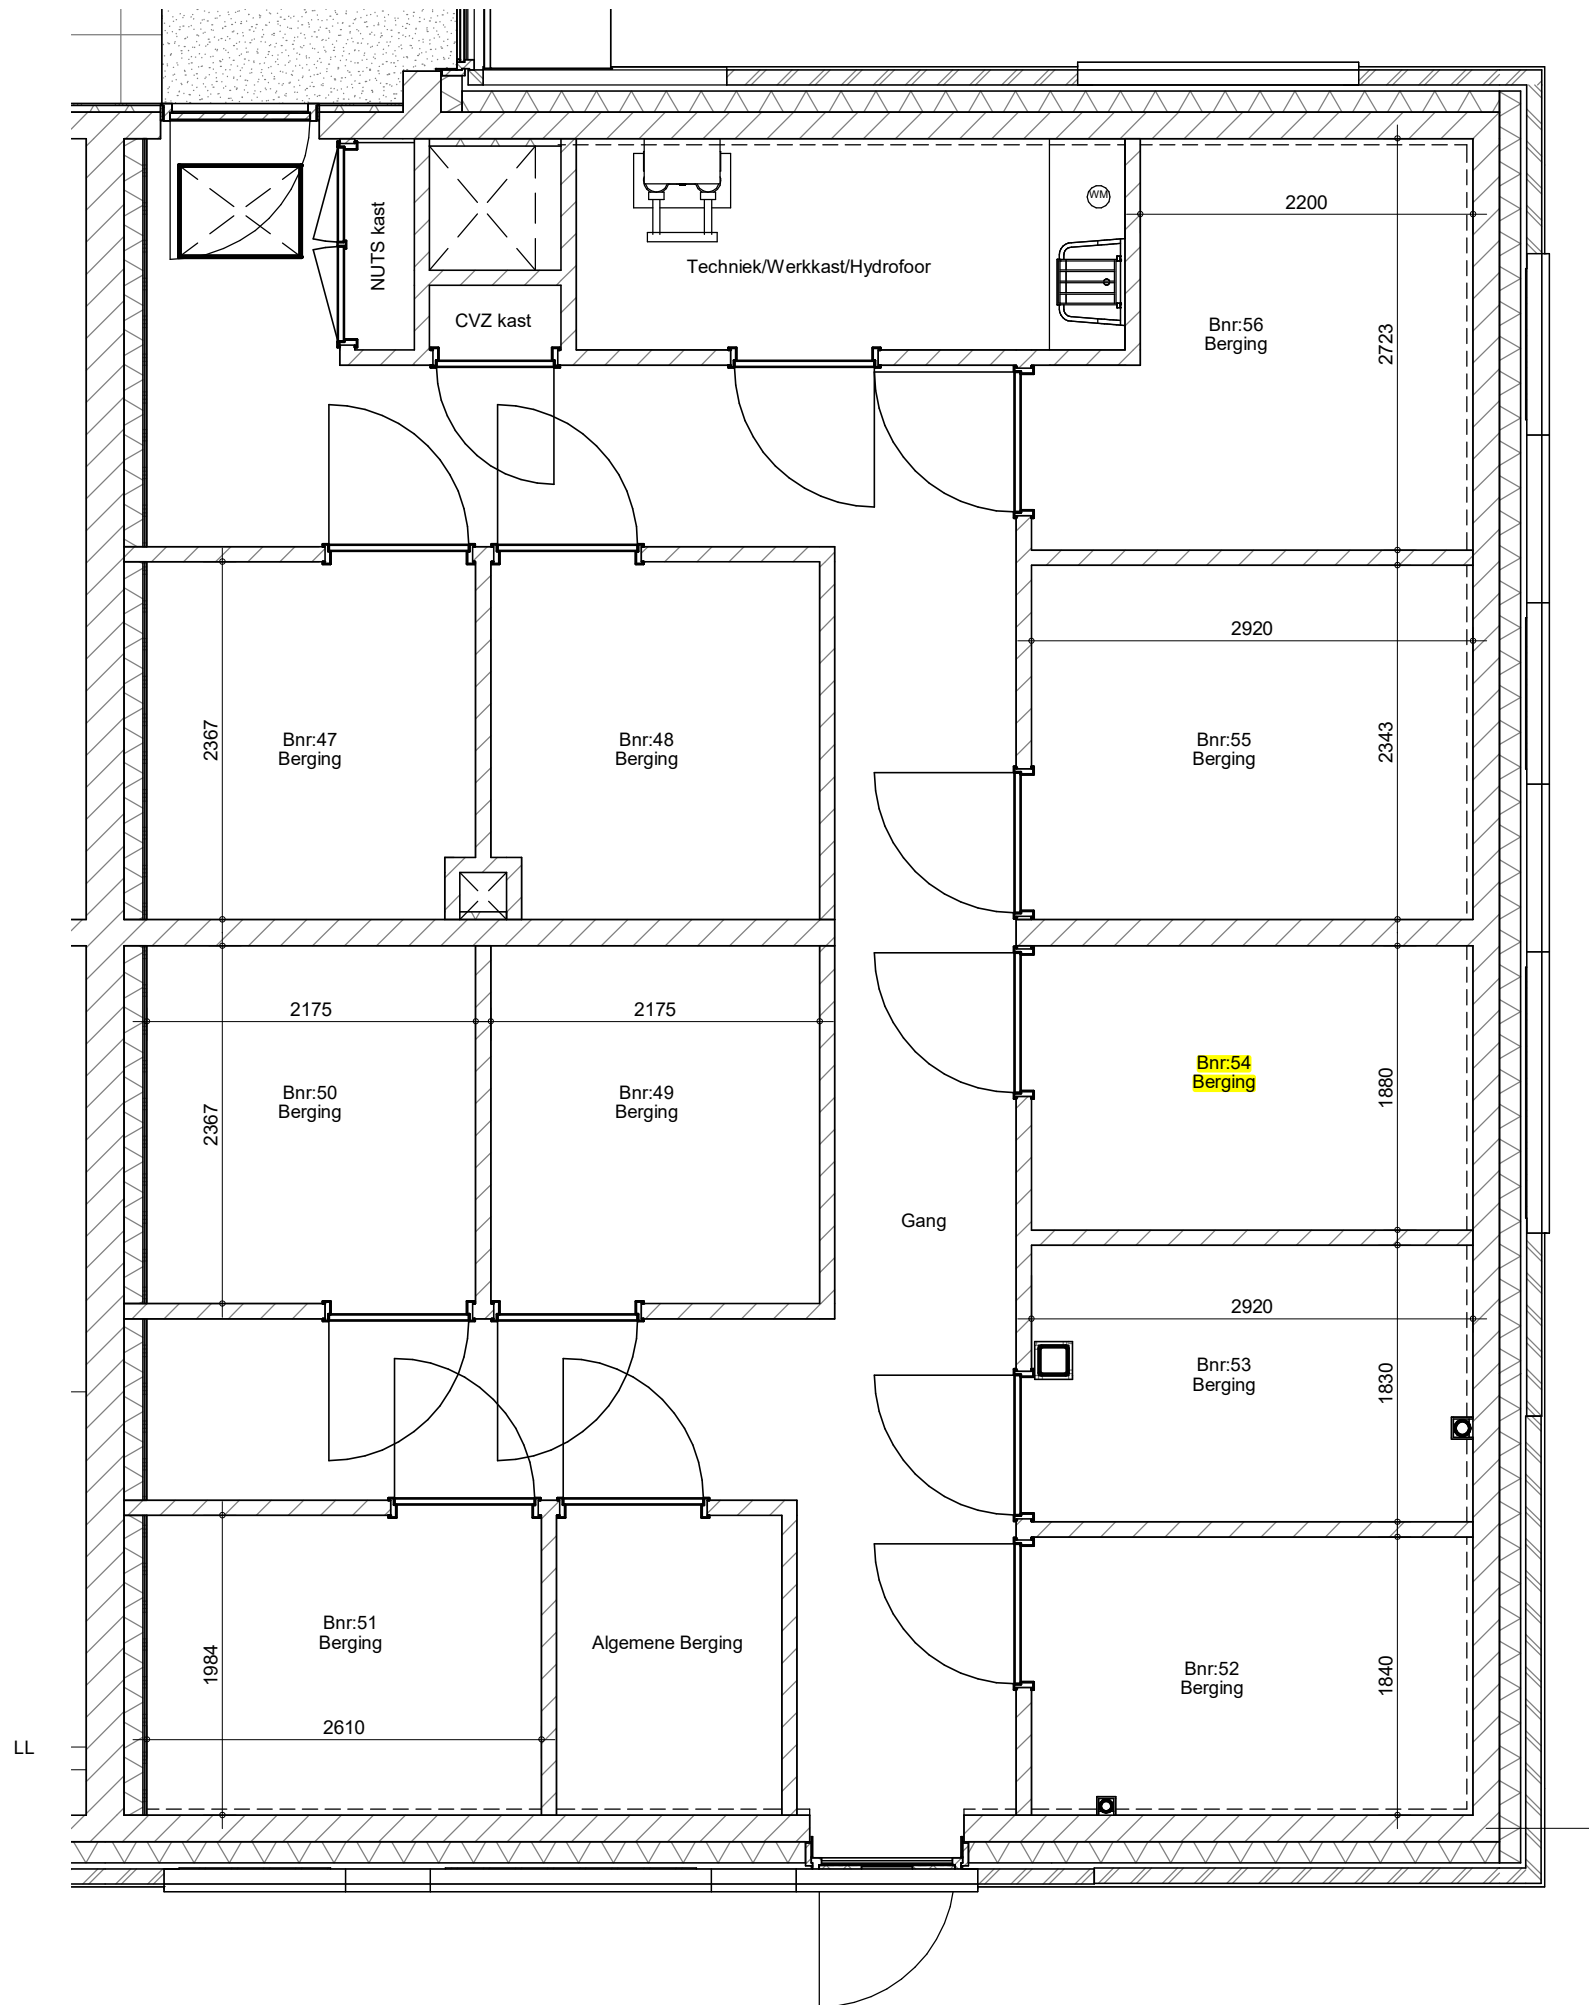 NUTS kast
CVZ kast
Techniek/Werkkast/Hydrofoor
WM
2200
Bnr:56
Berging
2723
2920
2367
Bnr:47
Berging
Bnr:48
Berging
Bnr:55
Berging
2343
2175
2175
2367
Bnr:50
Berging
Bnr:49
Berging
Bnr:54
Berging
1880
Gang
2920
Bnr:53
Berging
1830
Bnr:51
Berging
1984
Algemene Berging
2610
Bnr:52
Berging
1840
LL